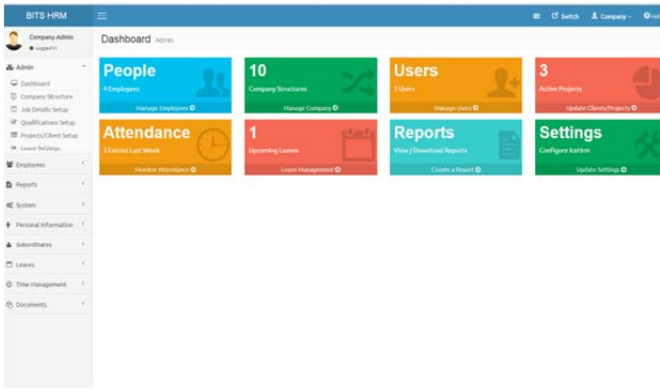 BITS HRM
Switch
Company
Company Admin
Logged In
Dashboard Admin
Admin
Dashboard
Company Structure
Job Details Setup
Qualifications Setup
Projects/Client Setup
Leave Settings
Employees
Reports
System
Personal Information
Subordinates
Leaves
Time Management
Documents
People
4 Employees
Manage Employees
10
Company Structures
Manage Company
Users
3 Users
Manage Users
3
Active Projects
Update Clients/Projects
Attendance
3 Entries Last Week
Monitor Attendance
1
Upcoming Leaves
Leave Management
Reports
View / Download Reports
Create a Report
Settings
Configure IceHrm
Update Settings